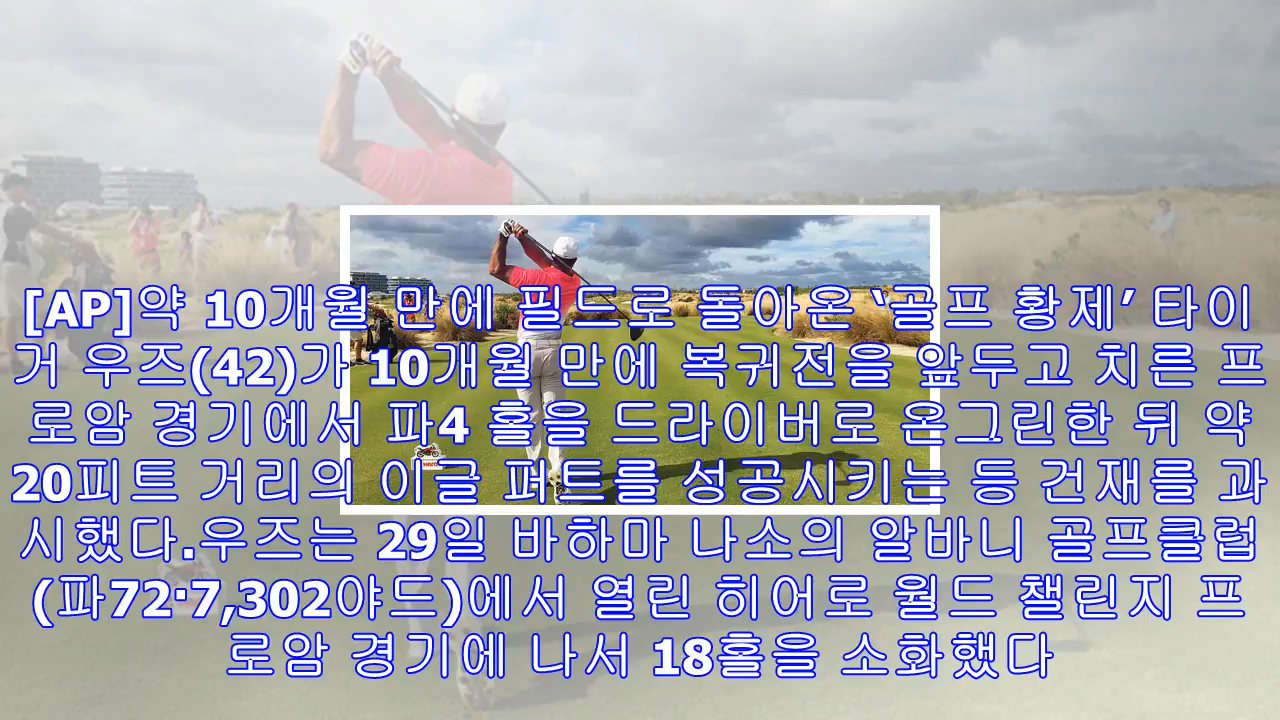 [AP]약 10개월 만에 필드로 돌아온 ‘골프 황제’ 타이
거 우즈(42)가 10개월 만에 복귀전을 앞두고 치른 프
로암 경기에서 파4 홀을 드라이버로 온그린한 뒤 약
20피트 거리의 이글 퍼트를 성공시키는 등 건재를 과
시했다.우즈는 29일 바하마 나소의 알바니 골프클럽
(파72·7,302야드)에서 열린 히어로 월드 챌린지 프
로암 경기에 나서 18홀을 소화했다